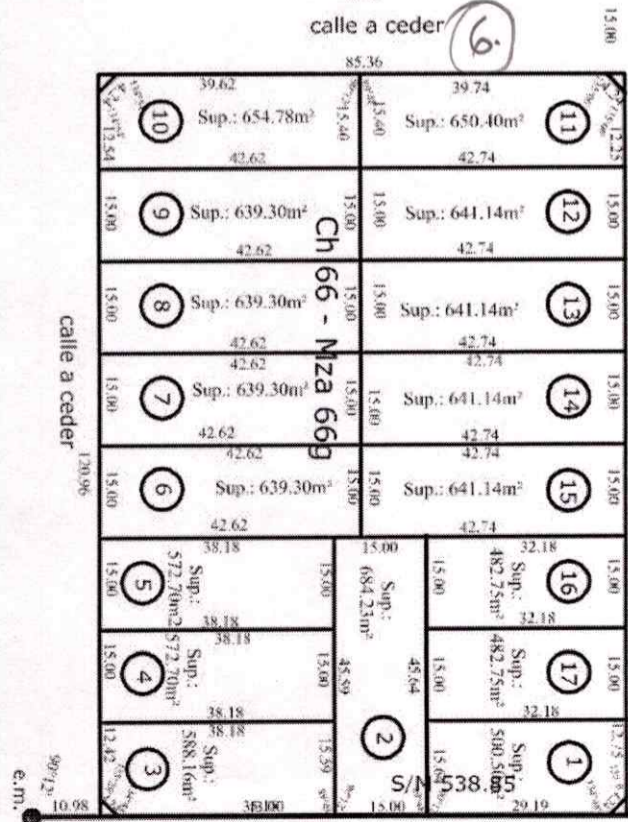 calle a ceder 6.
15.00
85.36
39.62
39.74
10
Sup.: 654.78m²
15.40
15.40
Sup.: 650.40m²
11
12.54
12.25
42.62
42.74
15.00
9
Sup.: 639.30m²
15.00
15.00
Sup.: 641.14m²
12
15.00
42.62
42.74
Ch 66 - Mza 66g
15.00
8
Sup.: 639.30m²
15.00
15.00
Sup.: 641.14m²
13
15.00
42.62
42.74
42.62
42.74
15.00
7
Sup.: 639.30m²
15.00
15.00
Sup.: 641.14m²
14
15.00
42.62
42.74
42.62
42.74
calle a ceder
120.96
15.00
6
Sup.: 639.30m²
15.00
15.00
Sup.: 641.14m²
15
15.00
42.62
42.74
38.18
15.00
32.18
15.00
5
Sup.:
572.70m2
15.00
Sup.:
684.23m²
15.00
Sup.:
482.75m²
16
15.00
38.18
32.18
38.18
15.00
4
Sup.:
572.70m²
15.00
45.59
45.64
15.00
Sup.:
482.75m²
17
15.00
38.18
32.18
38.18
12.42
3
Sup.:
588.16m²
15.59
2
Sup.:
1
S/M 538.85
90°12'
10.98
15.00
29.19
e.m.